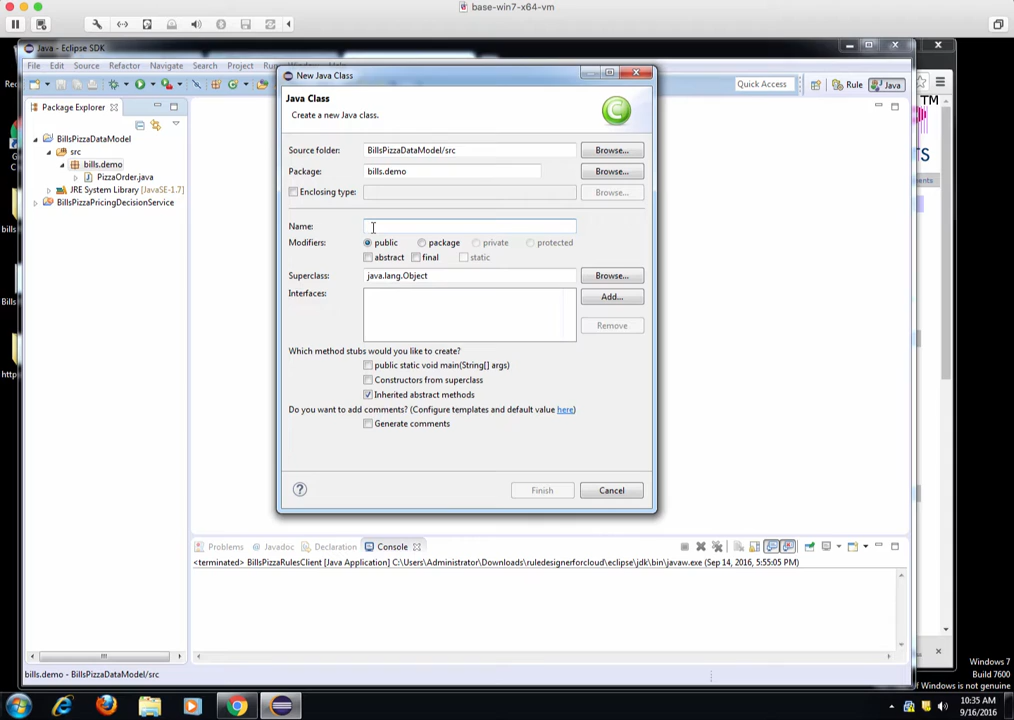 base-win7-x64-vm
Java - Eclipse SDK
File Edit Source Refactor Navigate Search Project
Quick Access
Rule
Java
Package Explorer
BillsPizzaDataModel
src
bills.demo
PizzaOrder.java
JRE System Library [JavaSE-1.7]
BillsPizzaPricingDecisionService
New Java Class
Java Class
Create a new Java class.
Source folder: BillsPizzaDataModel/src Browse...
Package: bills.demo Browse...
Enclosing type: Browse...
Name:
Modifiers: public package private protected
abstract final static
Superclass: java.lang.Object Browse...
Interfaces: Add...
Remove
Which method stubs would you like to create?
public static void main(String[] args)
Constructors from superclass
Inherited abstract methods
Do you want to add comments? (Configure templates and default value here)
Generate comments
Finish Cancel
Problems Javadoc Declaration Console
<terminated> BillsPizzaRulesClient [Java Application] C:\Users\Administrator\Downloads\ruledesignerforcloud\eclipse\jdk\bin\javaw.exe (Sep 14, 2016, 5:55:05 PM)
bills.demo - BillsPizzaDataModel/src
TM
Windows 7
Build 7600
f Windows is not genuine
10:35 AM
9/16/2016